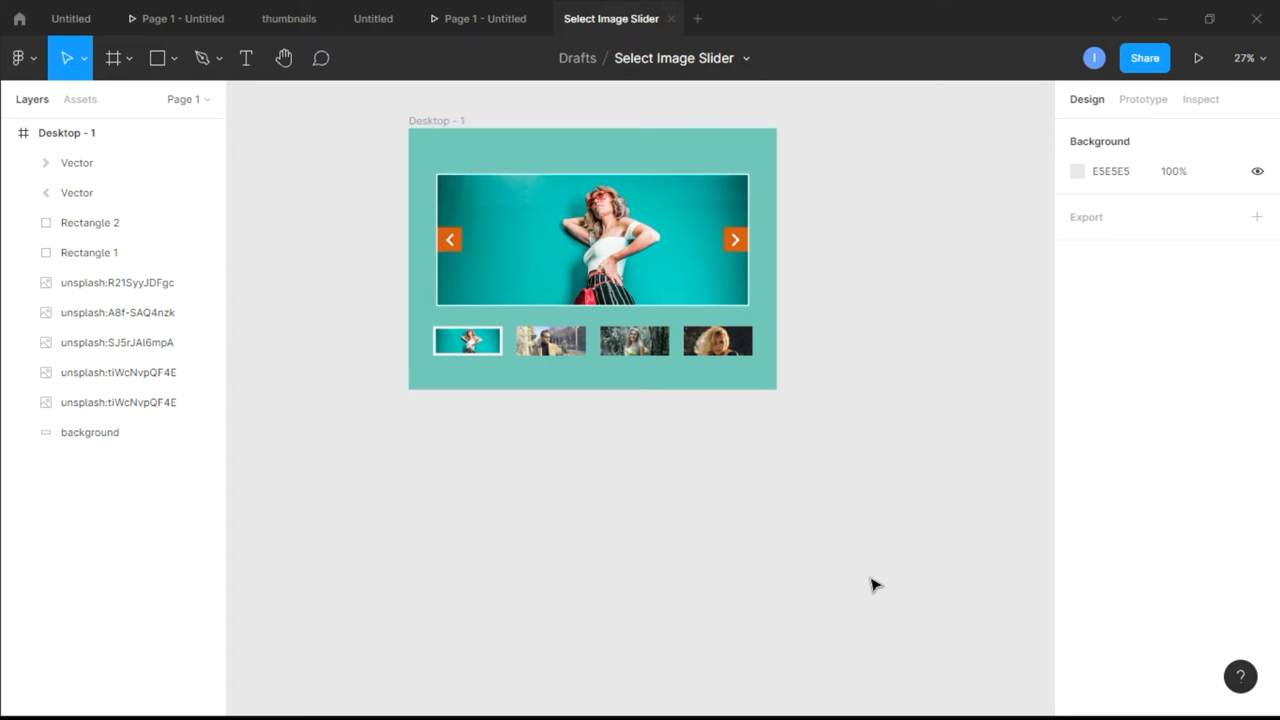 Untitled
Page 1 - Untitled
thumbnails
Untitled
Page 1 - Untitled
Select Image Slider
Drafts / Select Image Slider
I
Share
27%
Layers
Assets
Page 1
Design
Prototype
Inspect
Desktop - 1
Vector
Vector
Rectangle 2
Rectangle 1
unsplash:R21SyyJDFgc
unsplash:A8f-SAQ4nzk
unsplash:SJ5rJAl6mpA
unsplash:tiWcNvpQF4E
unsplash:tiWcNvpQF4E
background
Desktop - 1
Background
E5E5E5
100%
Export
?